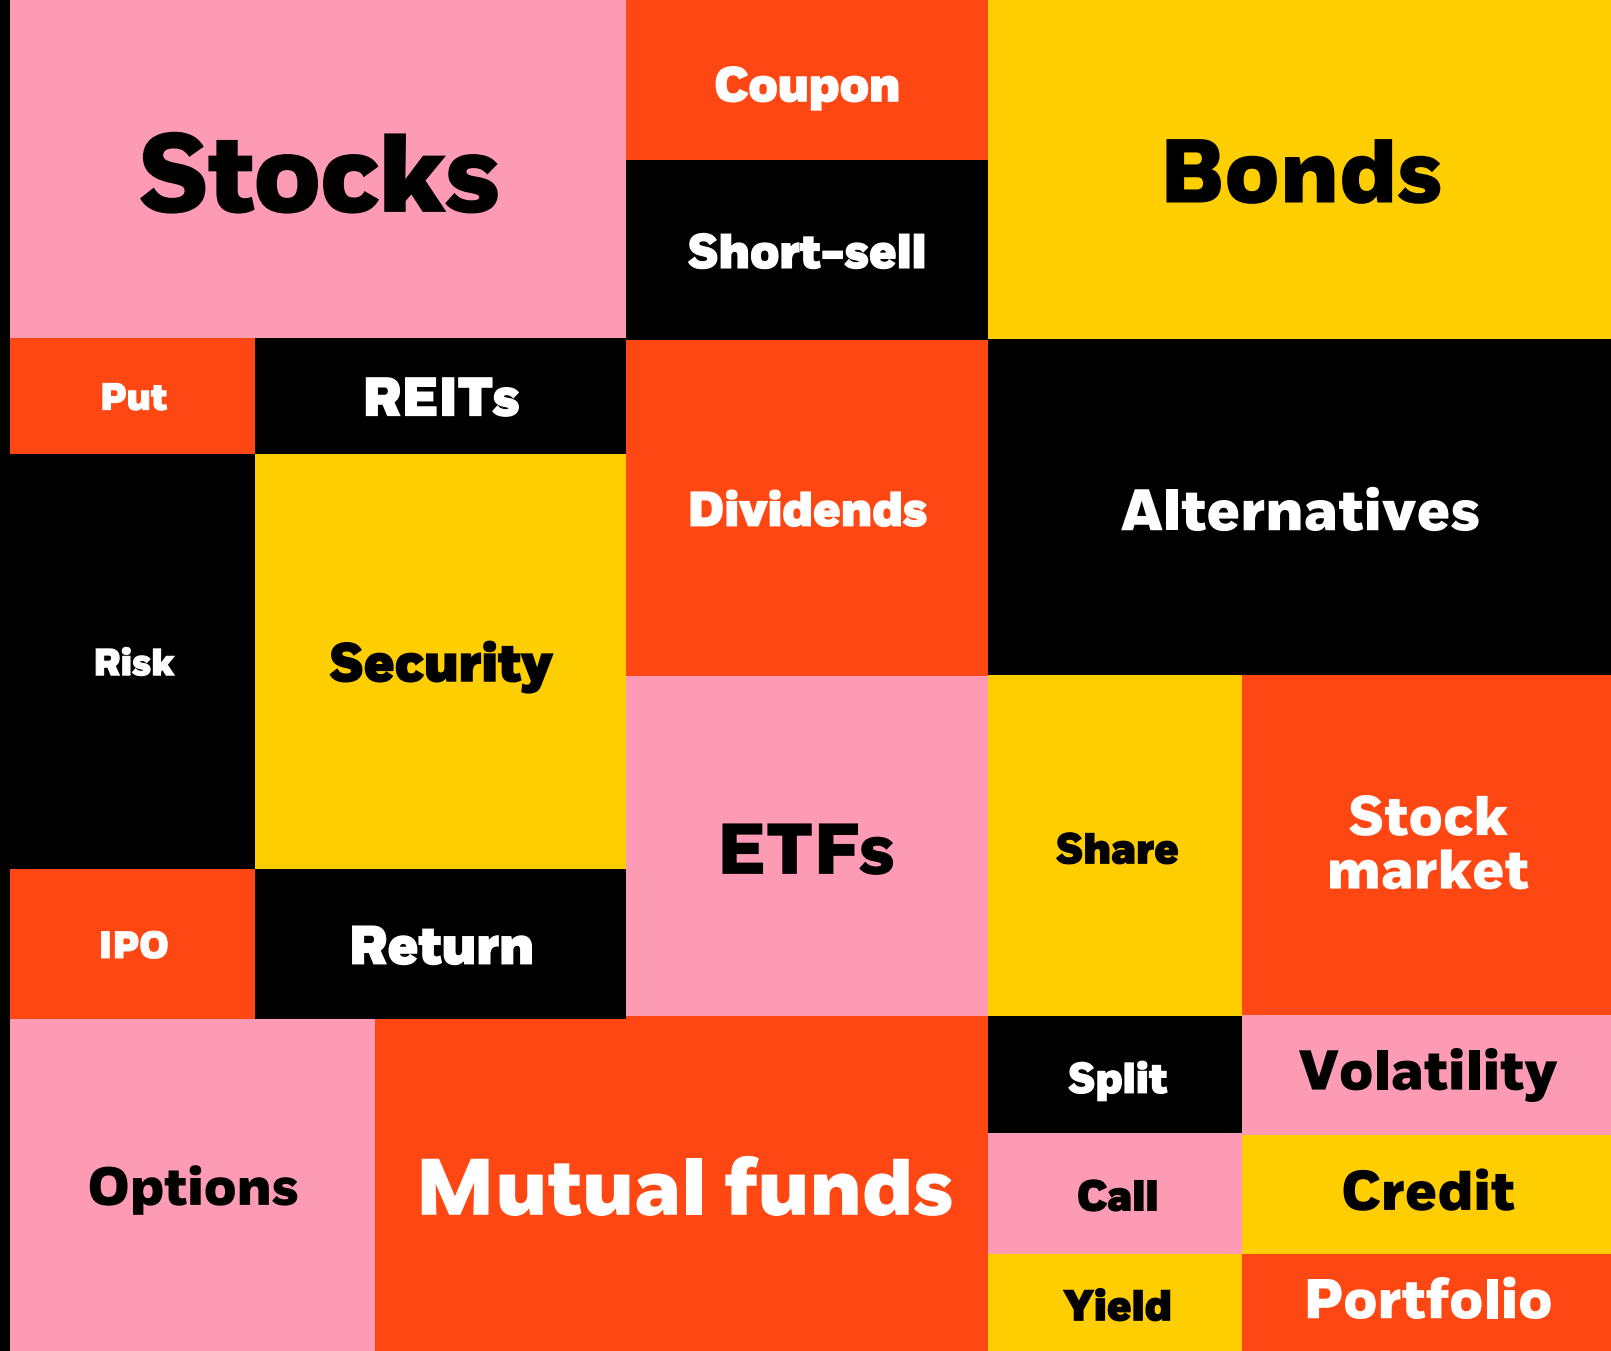 Stocks
Coupon
Short-sell
Bonds
Put
REITs
Dividends
Alternatives
Risk
Security
ETFs
Share
Stock
market
IPO
Return
Options
Mutual funds
Split
Volatility
Call
Credit
Yield
Portfolio